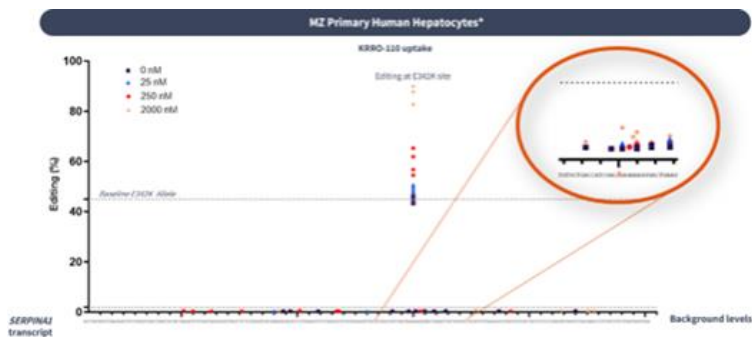 MZ Primary Human Hepatocytes*
KRRO-110 uptake
100
80
60
40
20
0
Editing (%)
0 nM
25 nM
250 nM
2000 nM
Editing at E342K site
Baseline E342K Allele
SERPINA1
transcript
Background levels